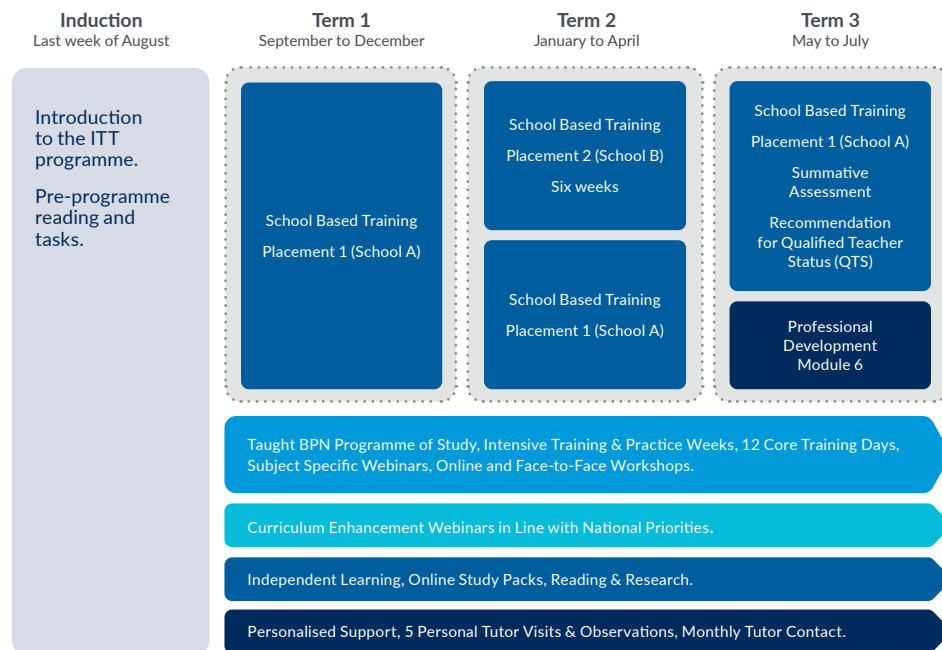 Induction
Last week of August
Term 1
September to December
Term 2
January to April
Term 3
May to July
Introduction
to the ITT
programme.
Pre-programme
reading and
tasks.
School Based Training
Placement 1 (School A)
School Based Training
Placement 2 (School B)
Six weeks
School Based Training
Placement 1 (School A)
School Based Training
Placement 1 (School A)
Summative
Assessment
Recommendation
for Qualified Teacher
Status (QTS)
Professional
Development
Module 6
Taught BPN Programme of Study, Intensive Training & Practice Weeks, 12 Core Training Days,
Subject Specific Webinars, Online and Face-to-Face Workshops.
Curriculum Enhancement Webinars in Line with National Priorities.
Independent Learning, Online Study Packs, Reading & Research.
Personalised Support, 5 Personal Tutor Visits & Observations, Monthly Tutor Contact.